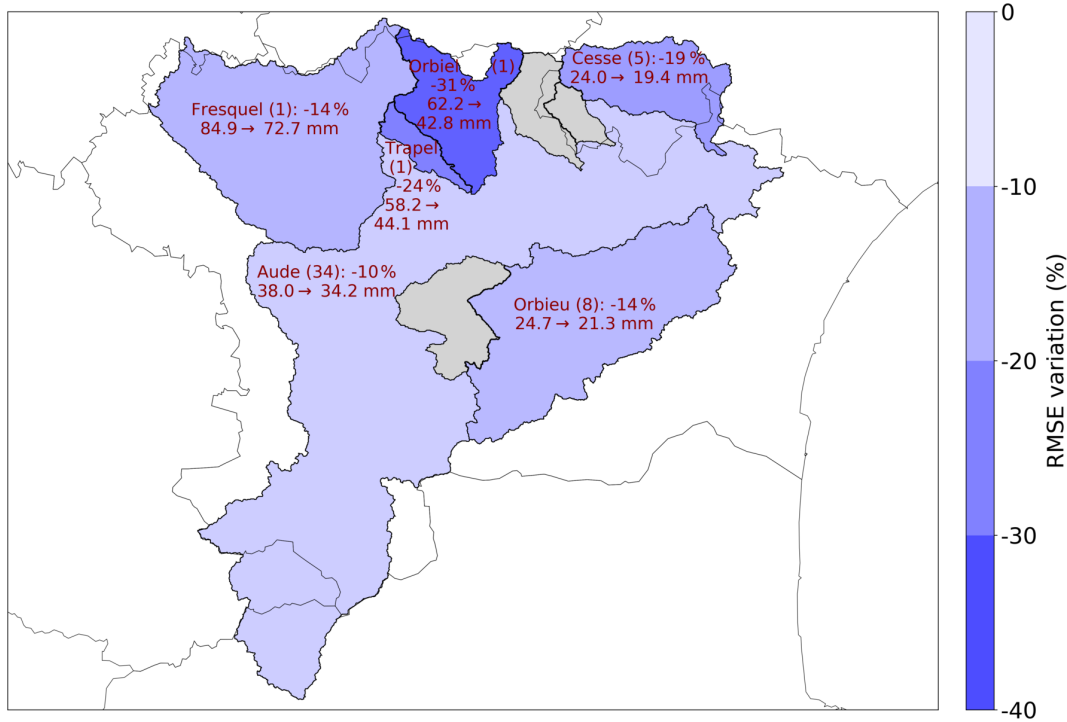 Fresquel (1): -14%
84.9→ 72.7 mm
Orbiel (1)
-31%
62.2→
42.8 mm
Cesse (5): -19%
24.0→ 19.4 mm
Trapel
(1)
-24%
58.2→
44.1 mm
Aude (34): -10%
38.0→ 34.2 mm
Orbieu (8): -14%
24.7→ 21.3 mm
0
-10
-20
-30
-40
RMSE variation (%)